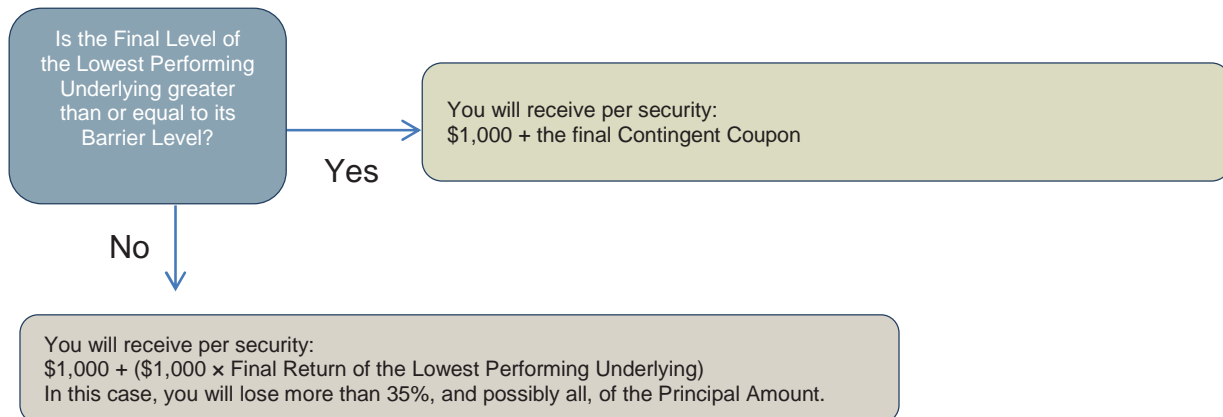 Is the Final Level of
the Lowest Performing
Underlying greater
than or equal to its
Barrier Level?
You will receive per security:
$1,000 + the final Contingent Coupon
Yes
No
You will receive per security:
$1,000 + ($1,000 × Final Return of the Lowest Performing Underlying)
In this case, you will lose more than 35%, and possibly all, of the Principal Amount.